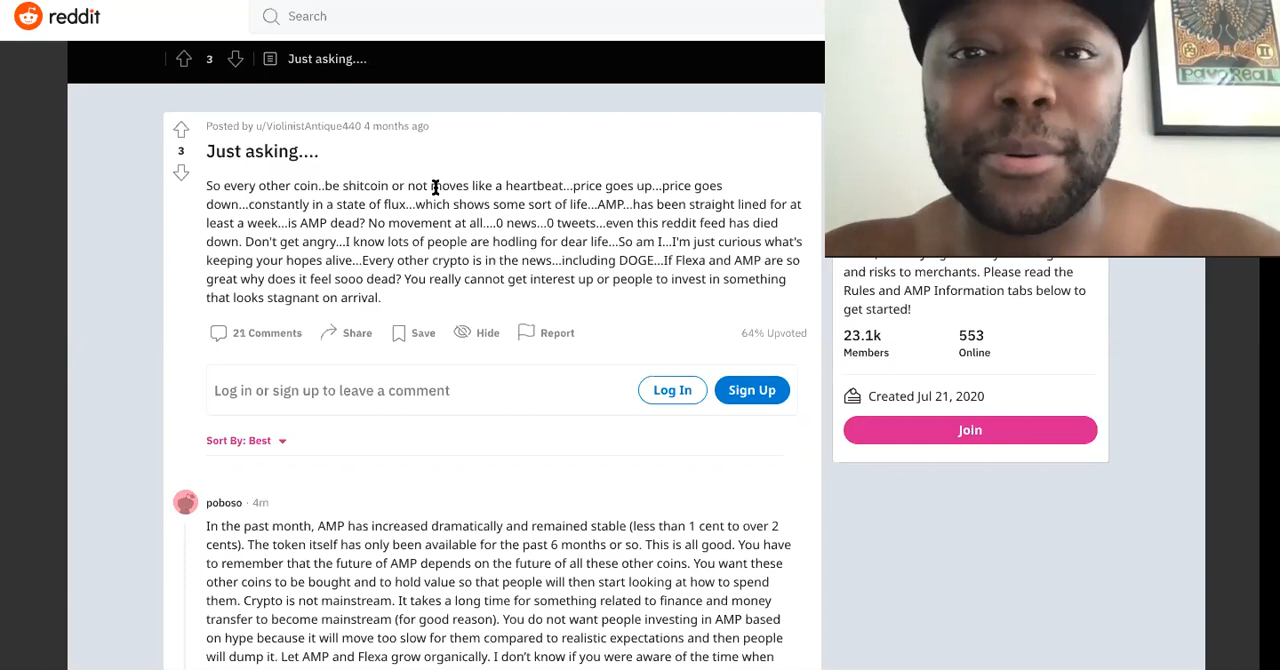 reddit
Search
3
Just asking....
Posted by u/ViolinistAntique440 4 months ago
3
Just asking....
So every other coin..be shitcoin or not moves like a heartbeat...price goes up...price goes
down...constantly in a state of flux...which shows some sort of life...AMP...has been straight lined for at
least a week...is AMP dead? No movement at all....0 news...0 tweets...even this reddit feed has died
down. Don't get angry...I know lots of people are hodling for dear life...So am I...I'm just curious what's
keeping your hopes alive...Every other crypto is in the news...including DOGE...If Flexa and AMP are so
great why does it feel sooo dead? You really cannot get interest up or people to invest in something
that looks stagnant on arrival.
21 Comments
Share
Save
Hide
Report
64% Upvoted
Log in or sign up to leave a comment
Log In
Sign Up
Sort By: Best
poboso · 4m
In the past month, AMP has increased dramatically and remained stable (less than 1 cent to over 2
cents). The token itself has only been available for the past 6 months or so. This is all good. You have
to remember that the future of AMP depends on the future of all these other coins. You want these
other coins to be bought and to hold value so that people will then start looking at how to spend
them. Crypto is not mainstream. It takes a long time for something related to finance and money
transfer to become mainstream (for good reason). You do not want people investing in AMP based
on hype because it will move too slow for them compared to realistic expectations and then people
will dump it. Let AMP and Flexa grow organically. I don't know if you were aware of the time when
II
Pavo Real
and risks to merchants. Please read the
Rules and AMP Information tabs below to
get started!
23.1k
553
Members
Online
Created Jul 21, 2020
Join